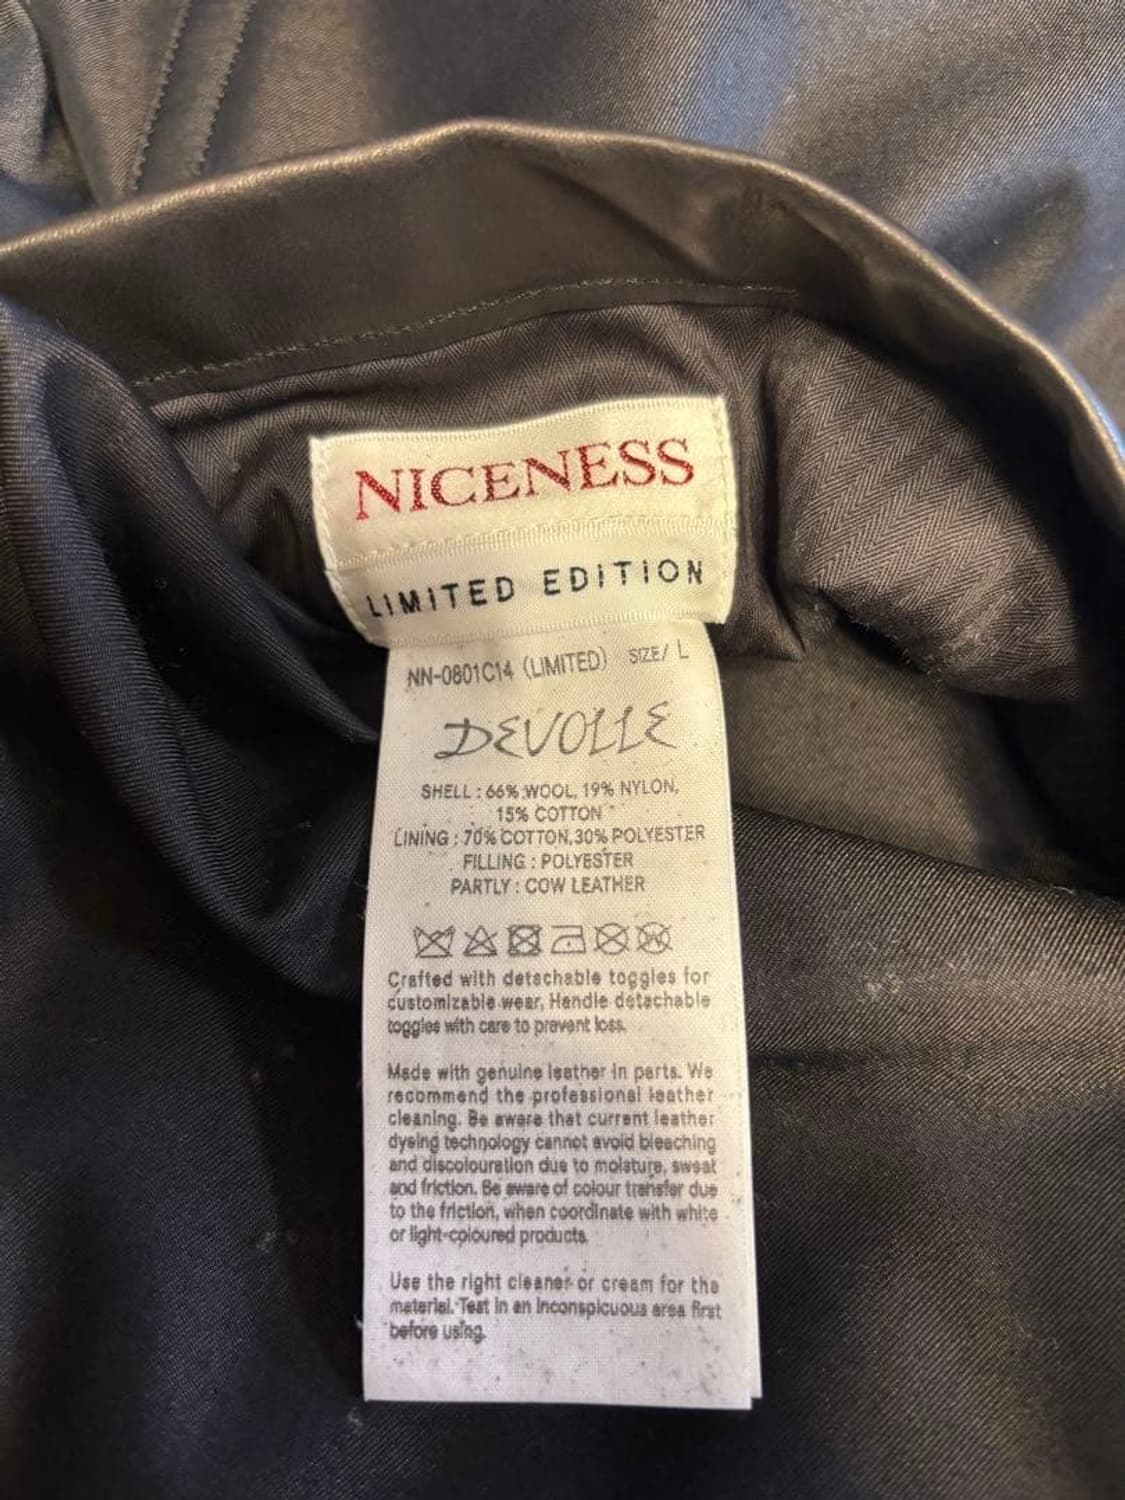 NICENESS
LIMITED EDITION
NN-0801C14 (LIMITED) SIZE/ L
DEVOLLE
SHELL : 66% WOOL, 19% NYLON,
15% COTTON
LINING : 70% COTTON,30% POLYESTER
FILLING : POLYESTER
PARTLY : COW LEATHER
Crafted with detachable toggles for
customizable wear, Handle detachable
toggles with care to prevent loss.
Made with genuine leather in parts. We
recommend the professional leather
cleaning. Be aware that current leather
dyeing technology cannot avoid bleaching
and discolouration due to moisture, sweat
and friction. Be aware of colour transfer due
to the friction, when coordinate with white
or light-coloured products.
Use the right cleaner or cream for the
material. Test in an inconspicuous area first
before using.